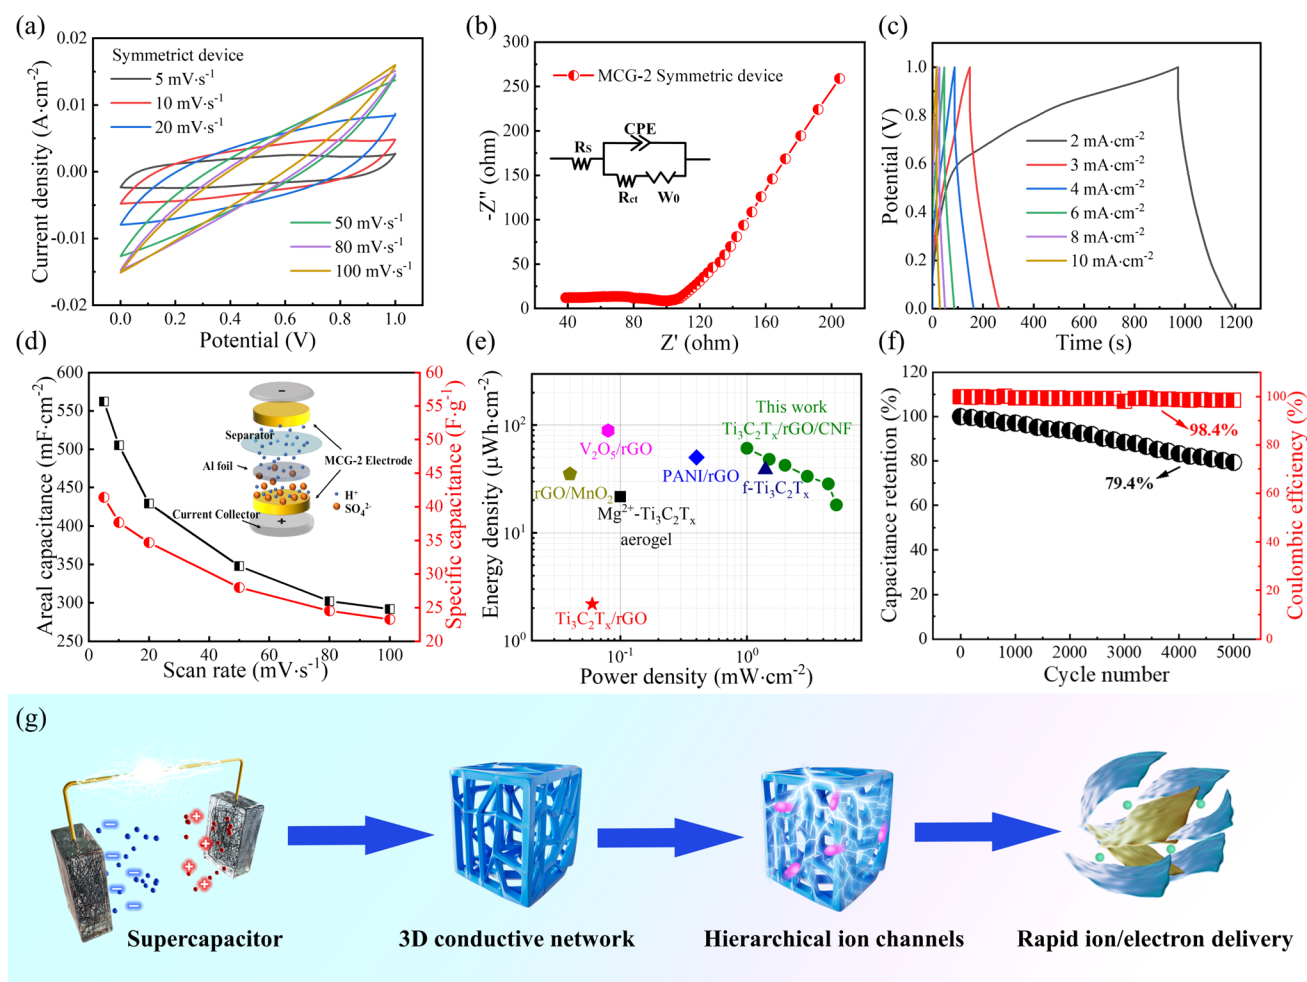 (a)
Symmetrict device
5 mV·s⁻¹
10 mV·s⁻¹
20 mV·s⁻¹
50 mV·s⁻¹
80 mV·s⁻¹
100 mV·s⁻¹
Current density (A·cm⁻²)
0.02
0.01
0.00
-0.01
-0.02
0.0 0.2 0.4 0.6 0.8 1.0
Potential (V)
(b)
MCG-2 Symmetric device
CPE
Rs
Rct
W0
-Z'' (ohm)
300
250
200
150
100
50
0
40 80 120 160 200
Z' (ohm)
(c)
2 mA·cm⁻²
3 mA·cm⁻²
4 mA·cm⁻²
6 mA·cm⁻²
8 mA·cm⁻²
10 mA·cm⁻²
Potential (V)
1.0
0.8
0.6
0.4
0.2
0.0
0 200 400 600 800 1000 1200
Time (s)
(d)
Separator
Al foil
MCG-2 Electrode
H⁺
SO₄²⁻
Current Collector
−
+
Areal capacitance (mF·cm⁻²)
600
550
500
450
400
350
300
250
Specific capacitance (F·g⁻¹)
60
55
50
45
40
35
30
25
20
0 20 40 60 80 100
Scan rate (mV·s⁻¹)
(e)
This work
Ti₃C₂Tₓ/rGO/CNF
V₂O₅/rGO
PANI/rGO
f-Ti₃C₂Tₓ
rGO/MnO₂
Mg²⁺-Ti₃C₂Tₓ
aerogel
Ti₃C₂Tₓ/rGO
Energy density (μWh·cm⁻²)
10²
10¹
10⁰
10⁻¹ 10⁰
Power density (mW·cm⁻²)
(f)
98.4%
79.4%
Capacitance retention (%)
120
100
80
60
40
20
0
Coulombic effciency (%)
100
80
60
40
20
0
0 1000 2000 3000 4000 5000
Cycle number
(g)
Supercapacitor
3D conductive network
Hierarchical ion channels
Rapid ion/electron delivery